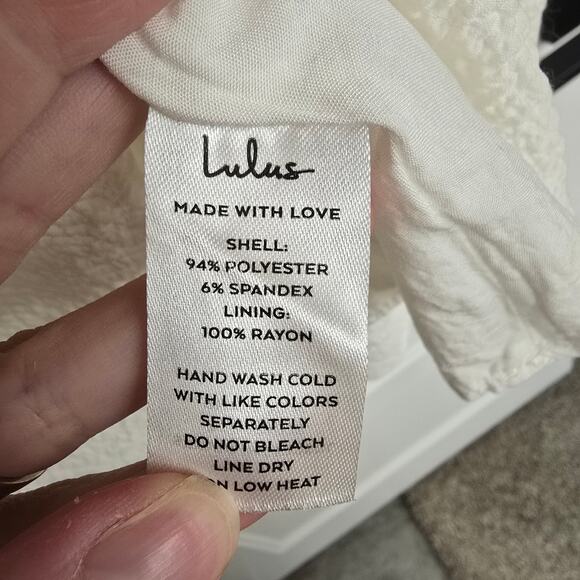 Lulus
MADE WITH LOVE
SHELL:
94% POLYESTER
6% SPANDEX
LINING:
100% RAYON
HAND WASH COLD
WITH LIKE COLORS
SEPARATELY
DO NOT BLEACH
LINE DRY
LOW HEAT